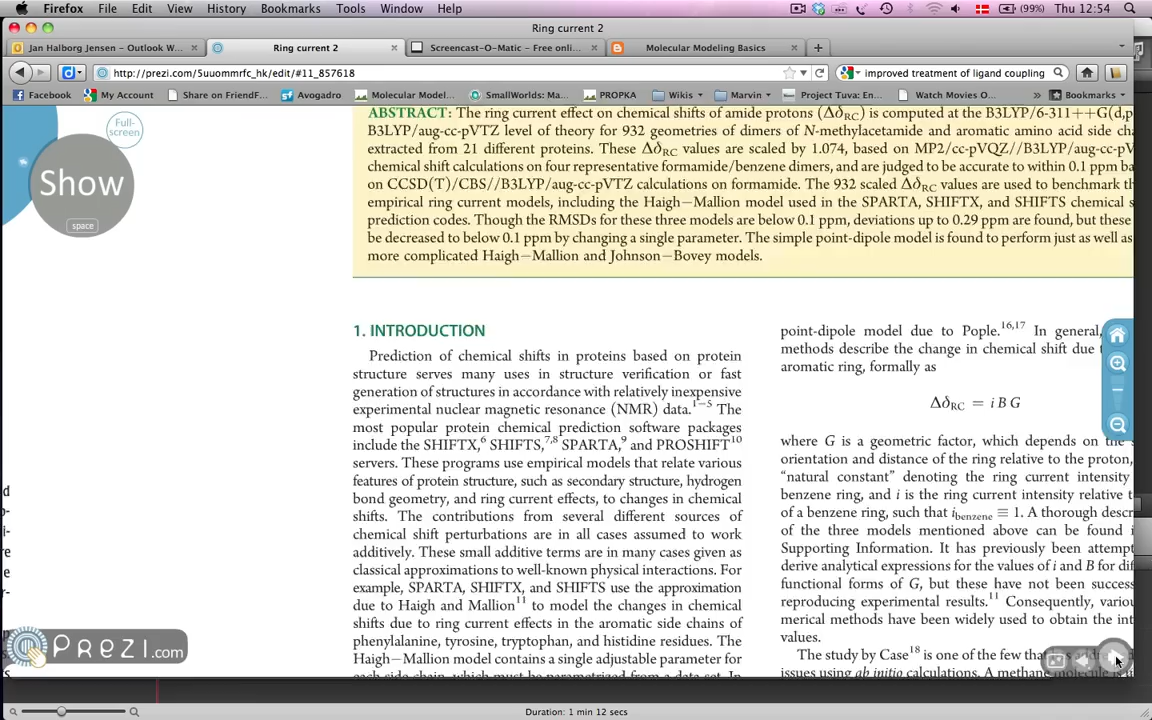 Firefox File Edit View History Bookmarks Tools Window Help (99%) Thu 12:54
Ring current 2
Jan Halborg Jensen – Outlook W... Ring current 2 Screencast-O-Matic – Free onli... Molecular Modeling Basics
http://prezi.com/5uuommrfc_hk/edit/#11_857618 improved treatment of ligand coupling
Facebook My Account Share on FriendF... Avogadro Molecular Model... SmallWorlds: Ma... PROPKA Wikis Marvin Project Tuva: En... Watch Movies O... Bookmarks
Full-
screen
Show
space
ABSTRACT: The ring current effect on chemical shifts of amide protons (ΔδRC) is computed at the B3LYP/6-311++G(d,p
B3LYP/aug-cc-pVTZ level of theory for 932 geometries of dimers of N-methylacetamide and aromatic amino acid side cha
extracted from 21 different proteins. These ΔδRC values are scaled by 1.074, based on MP2/cc-pVQZ//B3LYP/aug-cc-pV
chemical shift calculations on four representative formamide/benzene dimers, and are judged to be accurate to within 0.1 ppm ba
on CCSD(T)/CBS//B3LYP/aug-cc-pVTZ calculations on formamide. The 932 scaled ΔδRC values are used to benchmark th
empirical ring current models, including the Haigh−Mallion model used in the SPARTA, SHIFTX, and SHIFTS chemical s
prediction codes. Though the RMSDs for these three models are below 0.1 ppm, deviations up to 0.29 ppm are found, but these
be decreased to below 0.1 ppm by changing a single parameter. The simple point-dipole model is found to perform just as well as
more complicated Haigh−Mallion and Johnson−Bovey models.
1. INTRODUCTION
Prediction of chemical shifts in proteins based on protein
structure serves many uses in structure verification or fast
generation of structures in accordance with relatively inexpensive
experimental nuclear magnetic resonance (NMR) data.1−5 The
most popular protein chemical prediction software packages
include the SHIFTX,6 SHIFTS,7,8 SPARTA,9 and PROSHIFT10
servers. These programs use empirical models that relate various
features of protein structure, such as secondary structure, hydrogen
bond geometry, and ring current effects, to changes in chemical
shifts. The contributions from several different sources of
chemical shift perturbations are in all cases assumed to work
additively. These small additive terms are in many cases given as
classical approximations to well-known physical interactions. For
example, SPARTA, SHIFTX, and SHIFTS use the approximation
due to Haigh and Mallion11 to model the changes in chemical
shifts due to ring current effects in the aromatic side chains of
phenylalanine, tyrosine, tryptophan, and histidine residues. The
Haigh−Mallion model contains a single adjustable parameter for
each side chain, which must be parametrized from a data set. In
point-dipole model due to Pople.16,17 In general,
methods describe the change in chemical shift due t
aromatic ring, formally as
ΔδRC = i B G
where G is a geometric factor, which depends on the s
orientation and distance of the ring relative to the proton,
“natural constant” denoting the ring current intensity
benzene ring, and i is the ring current intensity relative t
of a benzene ring, such that ibenzene ≡ 1. A thorough descr
of the three models mentioned above can be found i
Supporting Information. It has previously been attempt
derive analytical expressions for the values of i and B for dif
functional forms of G, but these have not been success
reproducing experimental results.11 Consequently, variou
merical methods have been widely used to obtain the int
values.
The study by Case18 is one of the few that
issues using ab initio calculations. A methane molecule is
Prezi.com
Duration: 1 min 12 secs